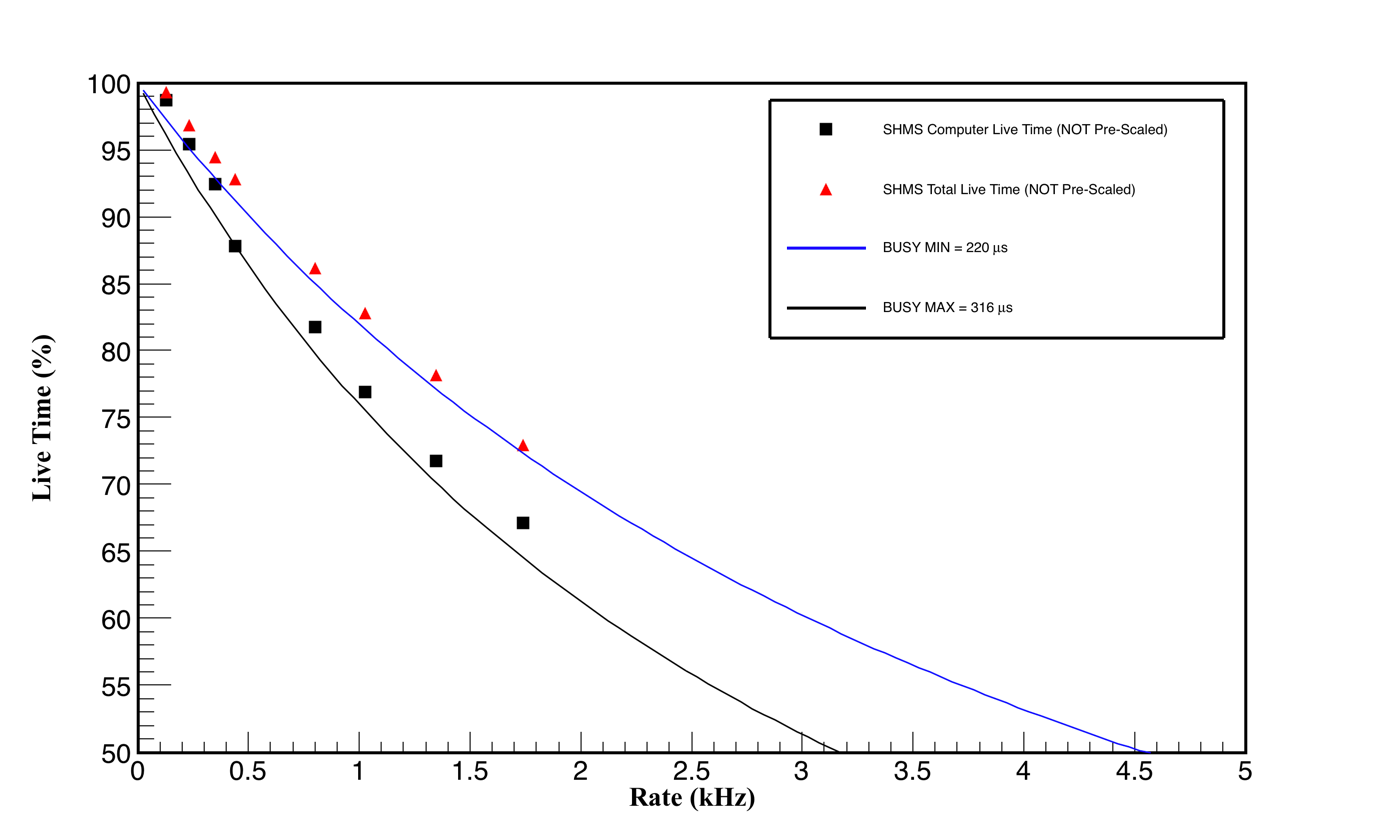 100
95
90
85
80
75
70
65
60
55
50
0 0.5 1 1.5 2 2.5 3 3.5 4 4.5 5
Live Time (%)
Rate (kHz)
SHMS Computer Live Time (NOT Pre-Scaled)
SHMS Total Live Time (NOT Pre-Scaled)
BUSY MIN = 220 μs
BUSY MAX = 316 μs